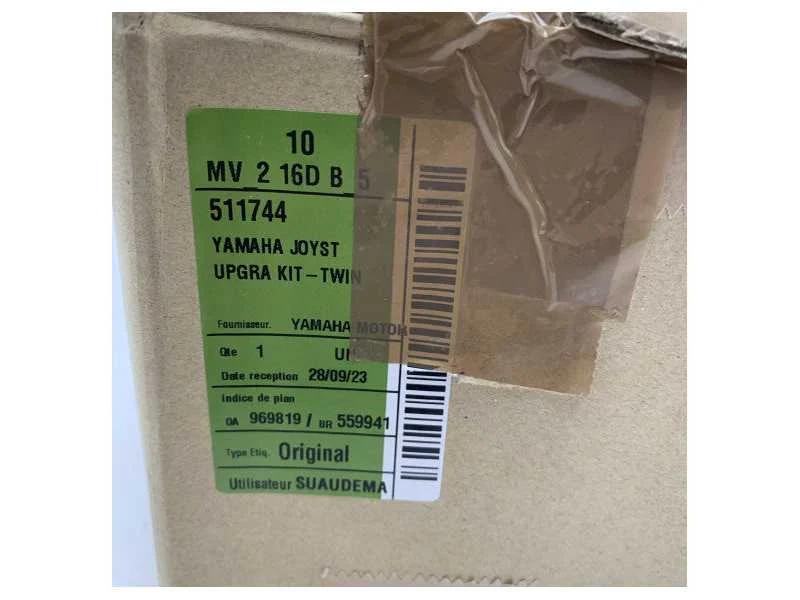 10
MV_2 16D B_5
511744
YAMAHA JOYST
UPGRA KIT-TWIN
Fournisseur. YAMAHA MOTOR
Qte 1
Date reception 28/09/23
Indice de plan
OA 969819 / BR 559941
Type Etiq. Original
Utilisateur SUAUDEMA